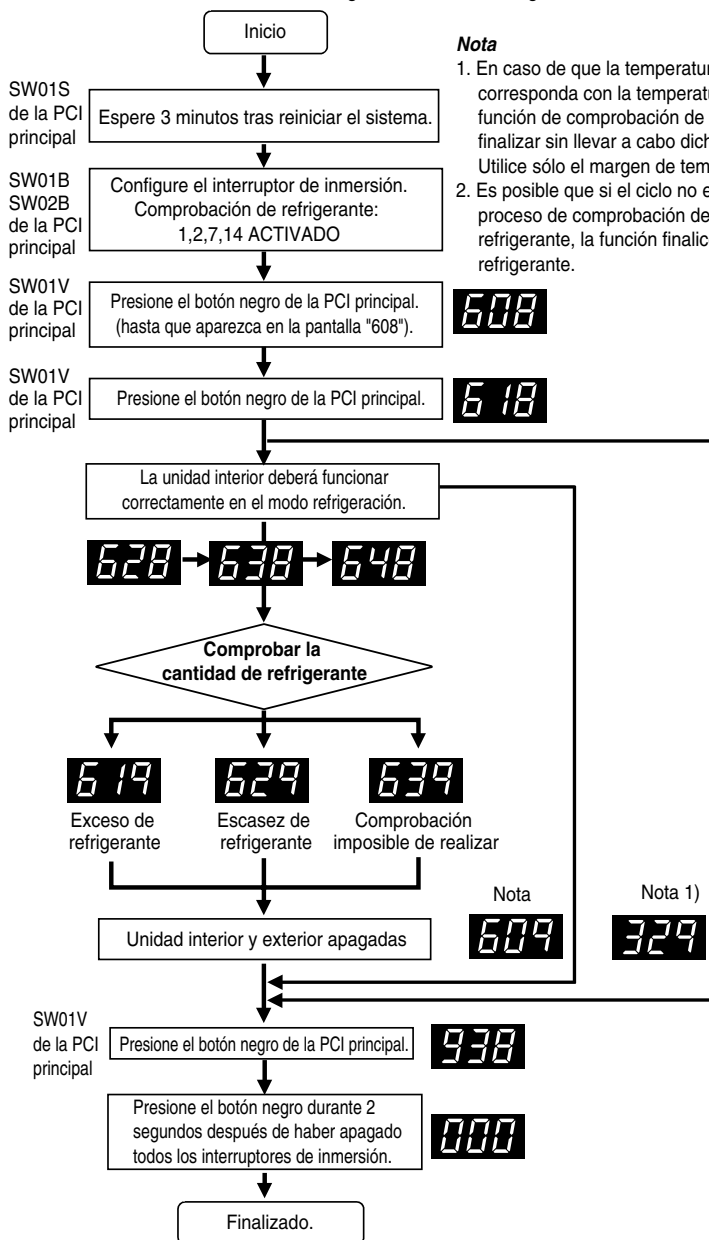 Inicio
Nota
1. En caso de que la
corresponda con la
función de comprobación de
finalizar sin llevar a cabo
Utilice sólo el margen de
2. Es posible que si el ciclo no
proceso de comprobación
refrigerante, la función
refrigerante.
SW01S
de la PCI
principal
Espere 3 minutos tras reiniciar el sistema.
SW01B
SW02B
de la PCI
principal
Configure el interruptor de inmersión.
Comprobación de refrigerante:
1,2,7,14 ACTIVADO
SW01V
de la PCI
principal
Presione el botón negro de la PCI principal.
(hasta que aparezca en la pantalla "608").
608
SW01V
de la PCI
principal
Presione el botón negro de la PCI principal.
618
La unidad interior deberá funcionar
correctamente en el modo refrigeración.
628 638 648
Comprobar la
cantidad de refrigerante
619 629 639
Exceso de
refrigerante
Escasez de
refrigerante
Comprobación
imposible de realizar
Unidad interior y exterior apagadas
Nota
609
Nota 1)
329
SW01V
de la PCI
principal
Presione el botón negro de la PCI principal.
938
Presione el botón negro durante 2
segundos después de haber apagado
todos los interruptores de inmersión.
000
Finalizado.